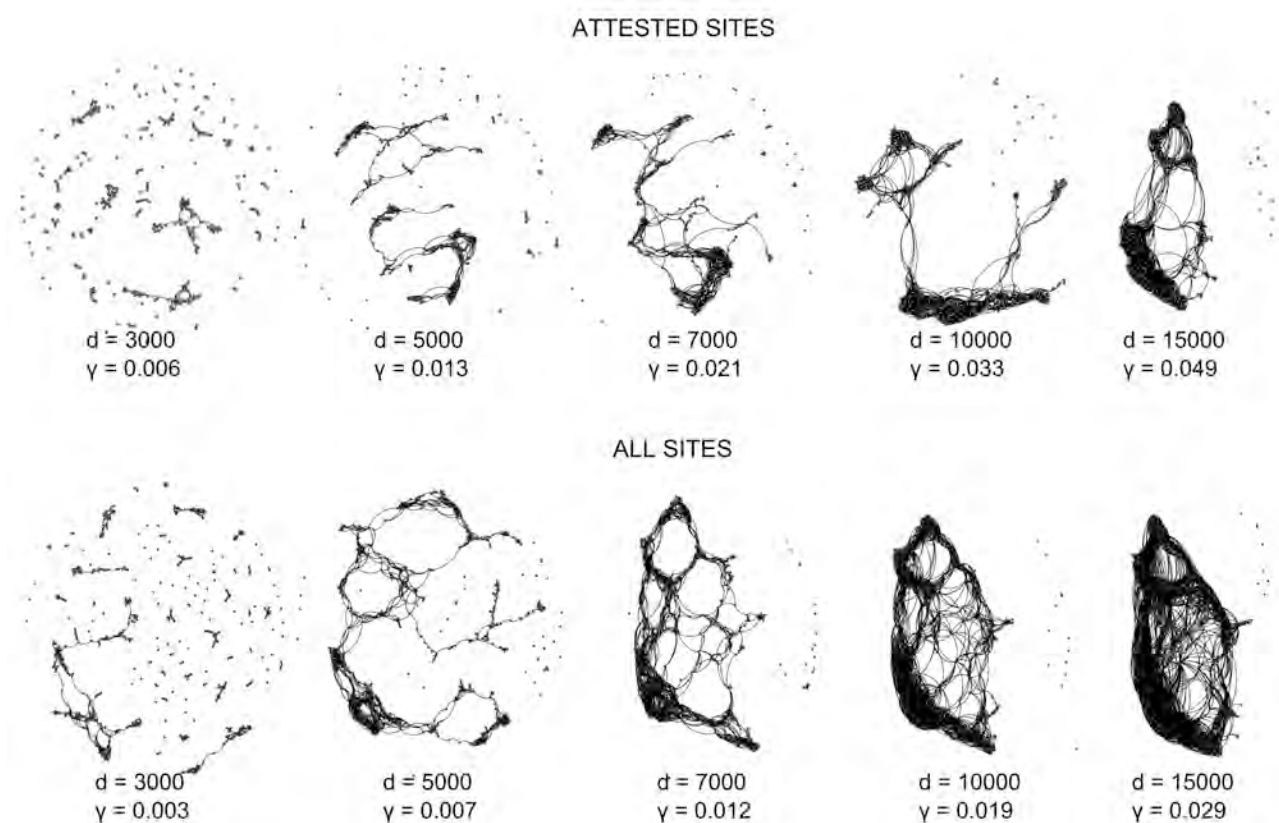 ATTESTED SITES
d = 3000
γ = 0.006
d = 5000
γ = 0.013
d = 7000
γ = 0.021
d = 10000
γ = 0.033
d = 15000
γ = 0.049
ALL SITES
d = 3000
γ = 0.003
d = 5000
γ = 0.007
d = 7000
γ = 0.012
d = 10000
γ = 0.019
d = 15000
γ = 0.029